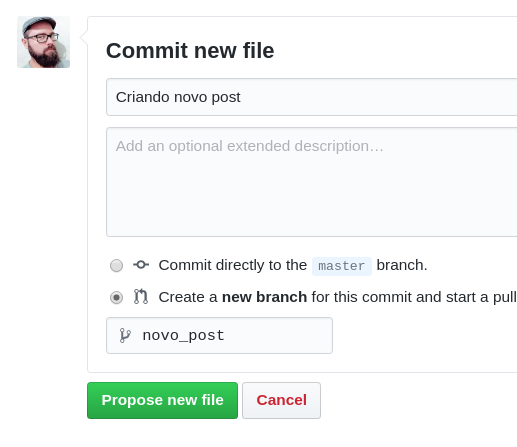 Commit new file
Criando novo post
Add an optional extended description…
Commit directly to the master branch.
Create a new branch for this commit and start a pull
novo_post
Propose new file
Cancel